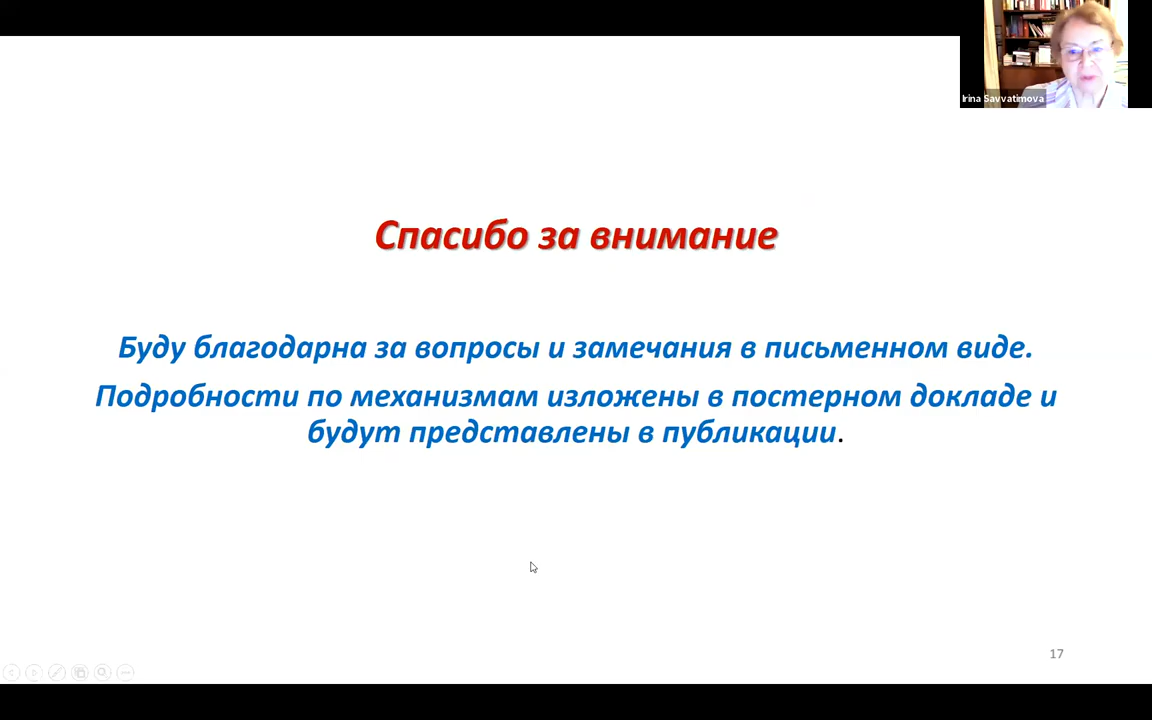 Irina Savvatimova
Спасибо за внимание
Буду благодарна за вопросы и замечания в письменном виде.
Подробности по механизмам изложены в постерном докладе и
будут представлены в публикации.
17